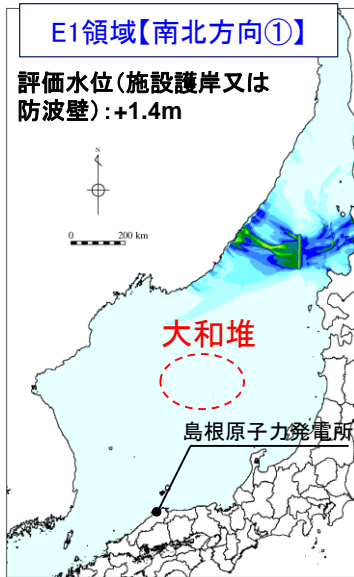 E1領域【南北方向①】
評価水位(施設護岸又は
防波壁):+1.4m
N
0 200 km
大和堆
島根原子力発電所